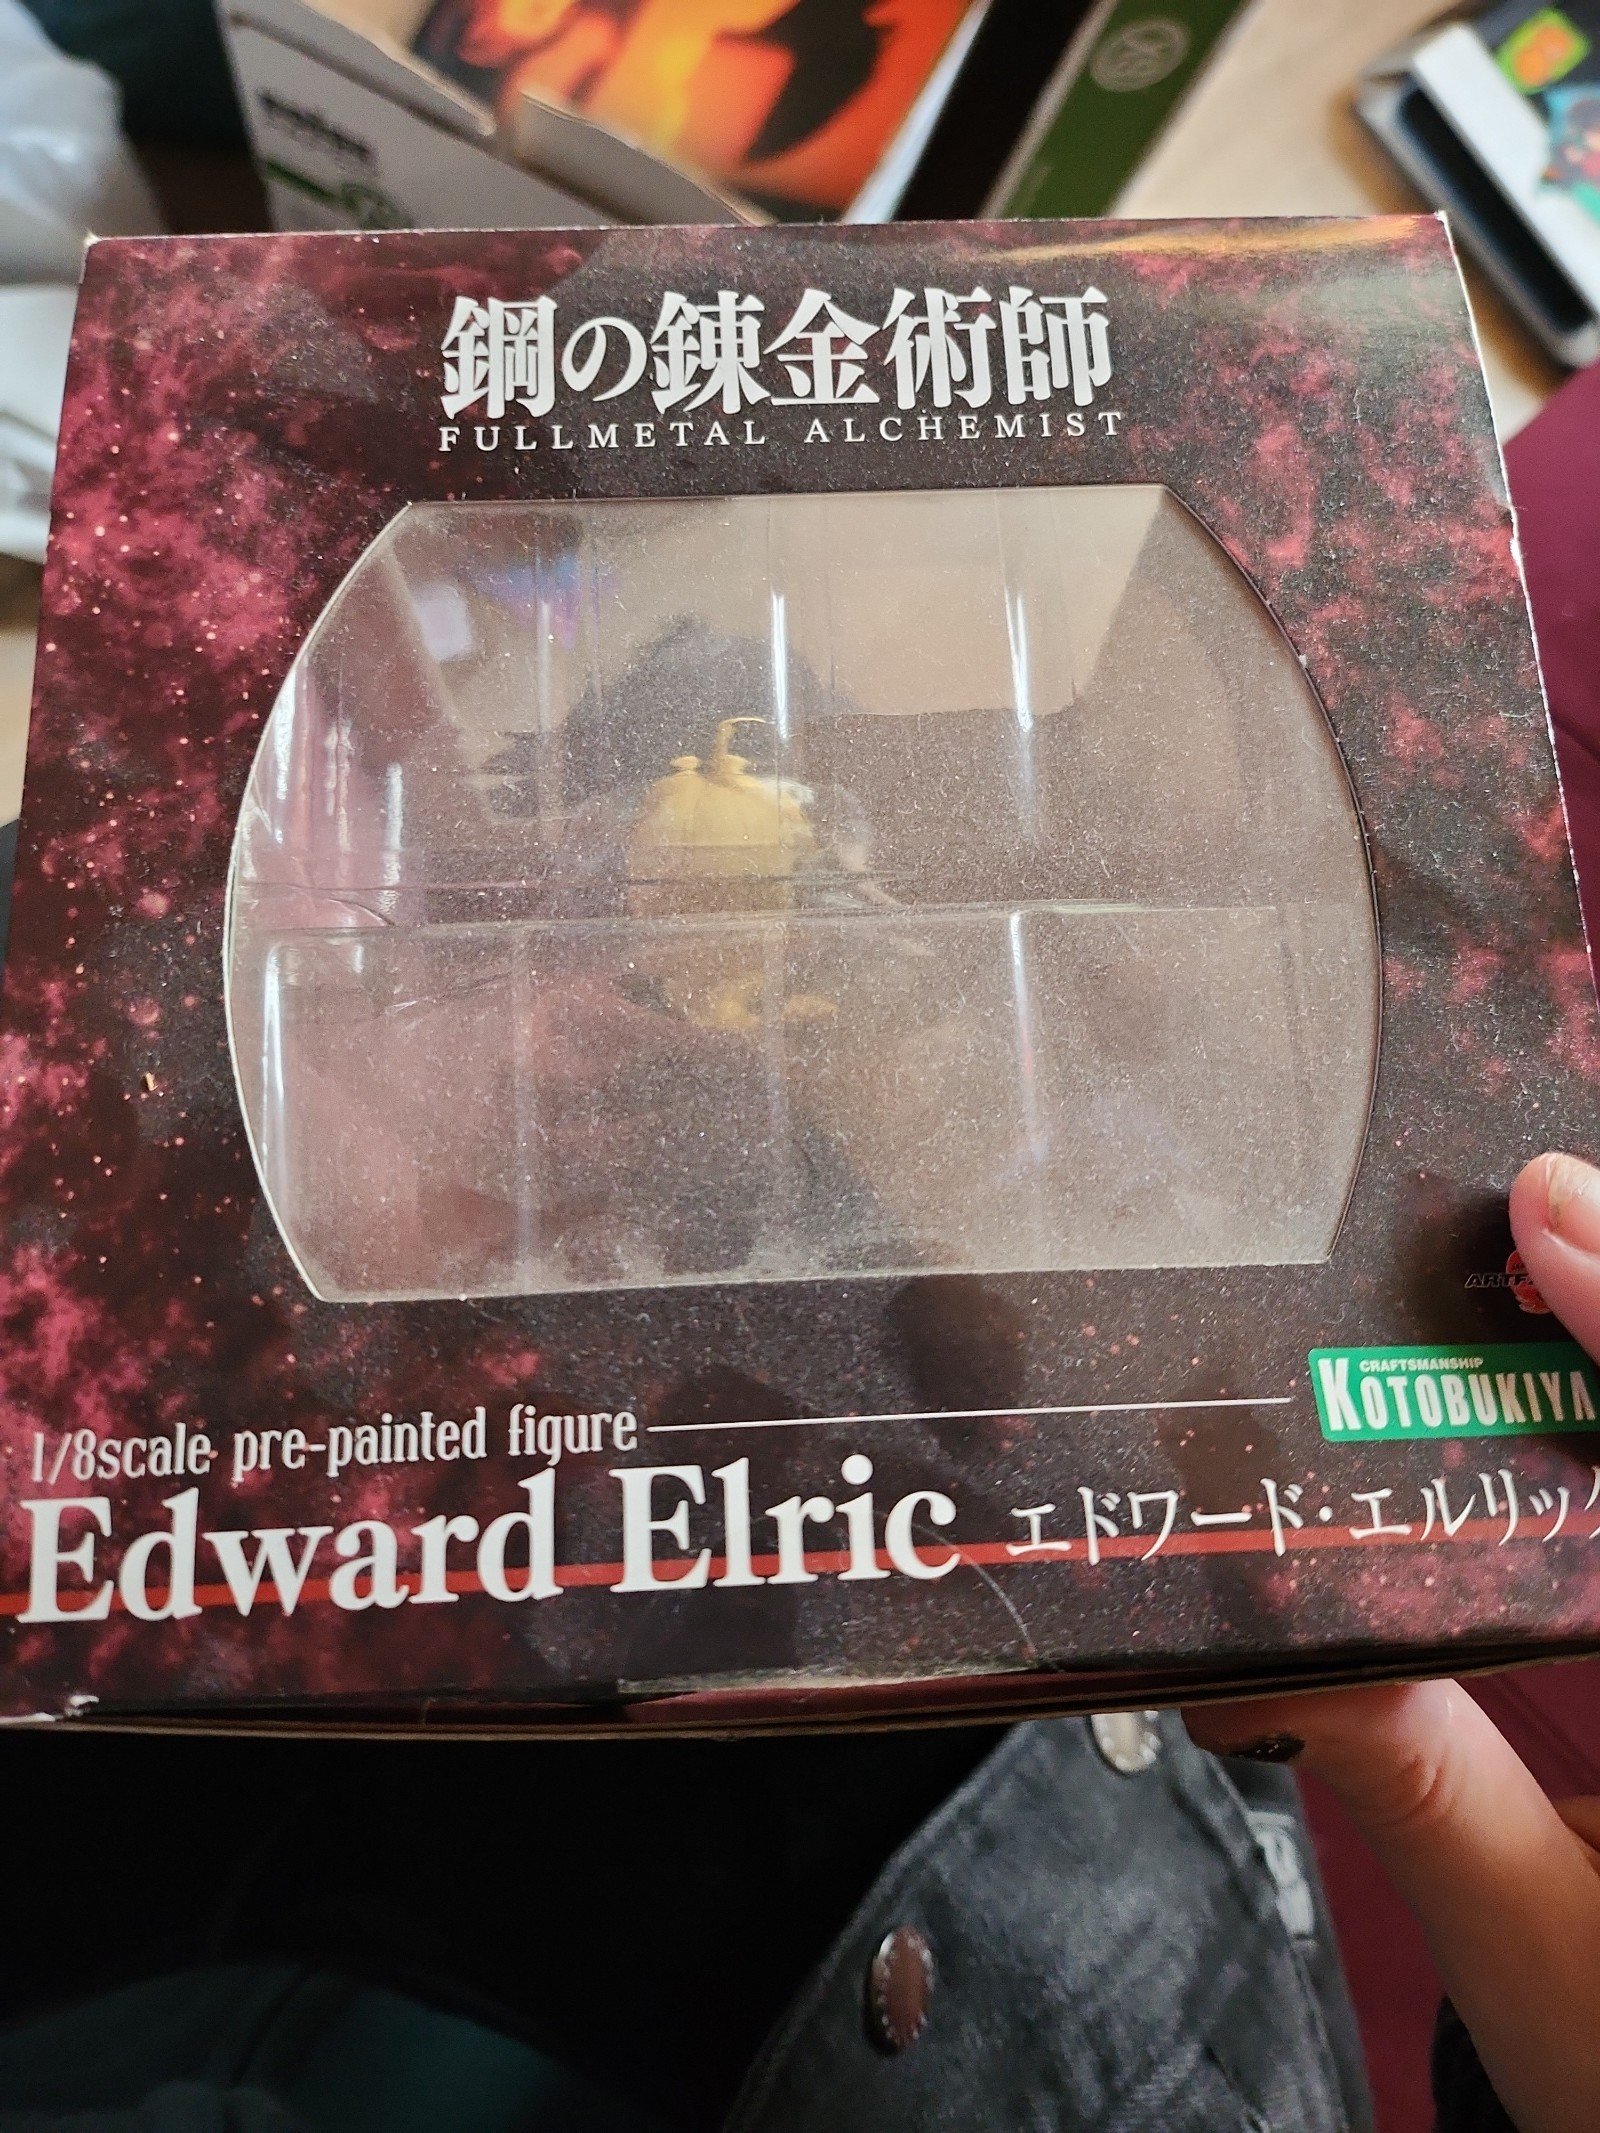 鋼の錬金術師
FULLMETAL ALCHEMIST
CRAFTSMANSHIP
KOTOBUKIYA
1/8scale pre-painted figure
Edward Elric エドワード・エルリック